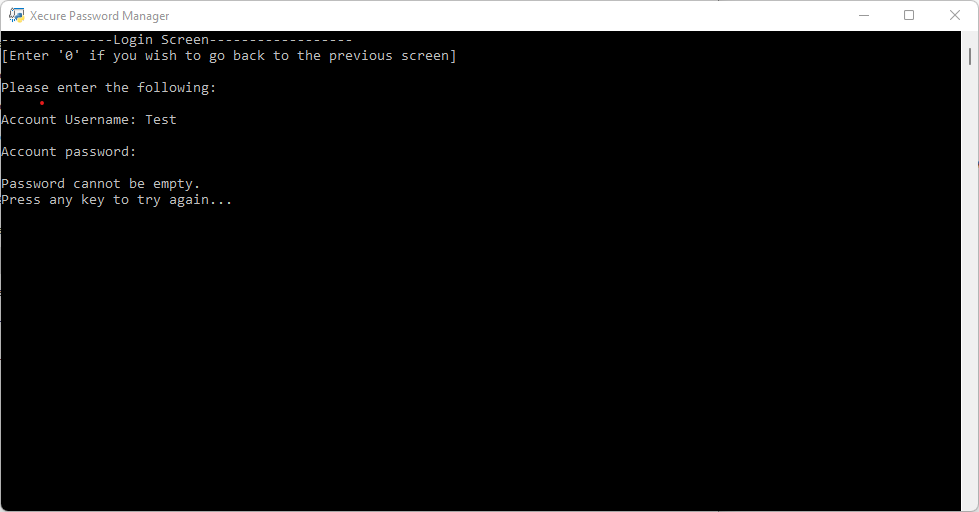 Xecure Password Manager
--------------Login Screen------------------
[Enter '0' if you wish to go back to the previous screen]
Please enter the following:
Account Username: Test
Account password:
Password cannot be empty.
Press any key to try again...